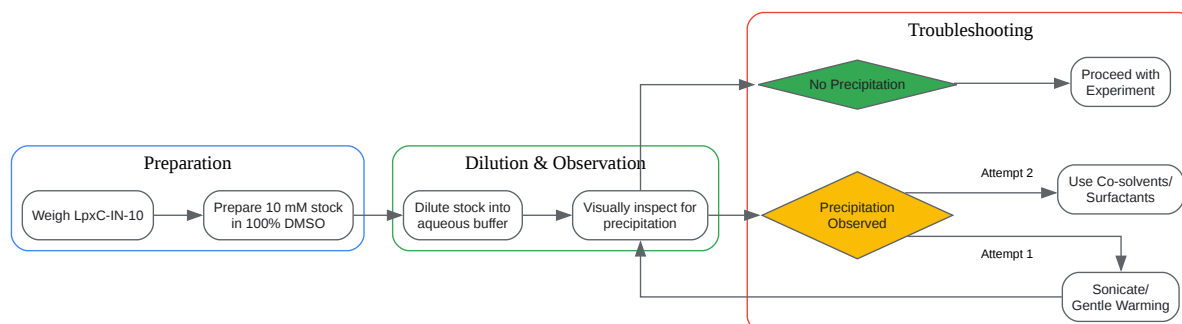 Troubleshooting
No Precipitation
Proceed with
Experiment
Preparation
Dilution & Observation
Weigh LpxC-IN-10
Prepare 10 mM stock
in 100% DMSO
Dilute stock into
aqueous buffer
Visually inspect for
precipitation
Precipitation
Observed
Attempt 2
Use Co-solvents/
Surfactants
Attempt 1
Sonicate/
Gentle Warming